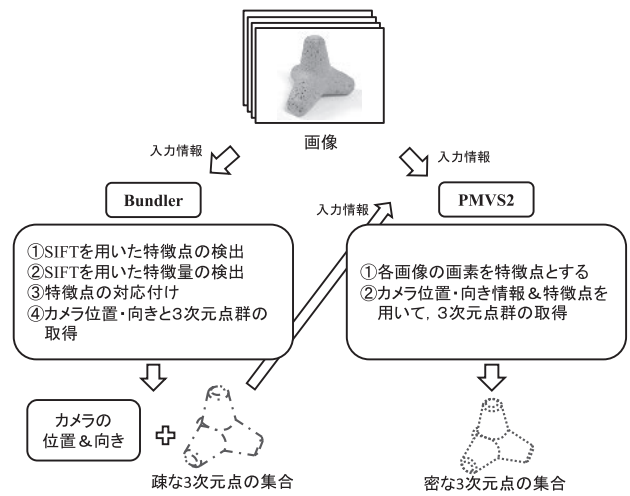 画像
入力情報
入力情報
Bundler
①SIFTを用いた特徴点の検出
②SIFTを用いた特徴量の検出
③特徴点の対応付け
④カメラ位置・向きと3次元点群の
取得
入力情報
PMVS2
①各画像の画素を特徴点とする
②カメラ位置・向き情報&特徴点を
用いて，3次元点群の取得
カメラの
位置&向き
疎な3次元点の集合
密な3次元点の集合